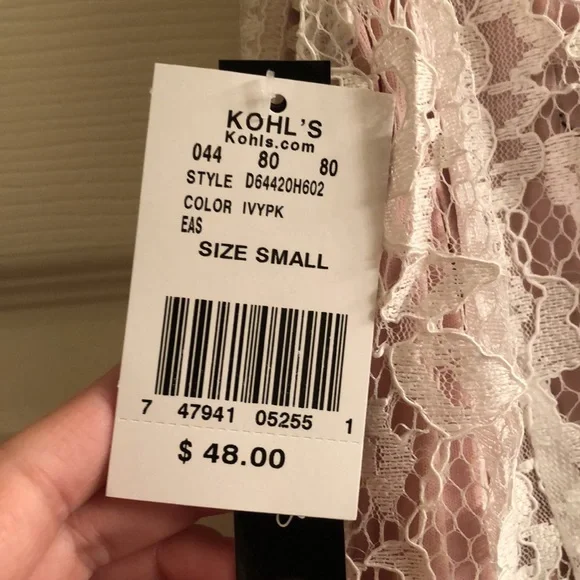 KOHL'S
Kohls.com
044 80 80
STYLE D64420H602
COLOR IVYPK
EAS
SIZE SMALL
7 47941 05255 1
$ 48.00